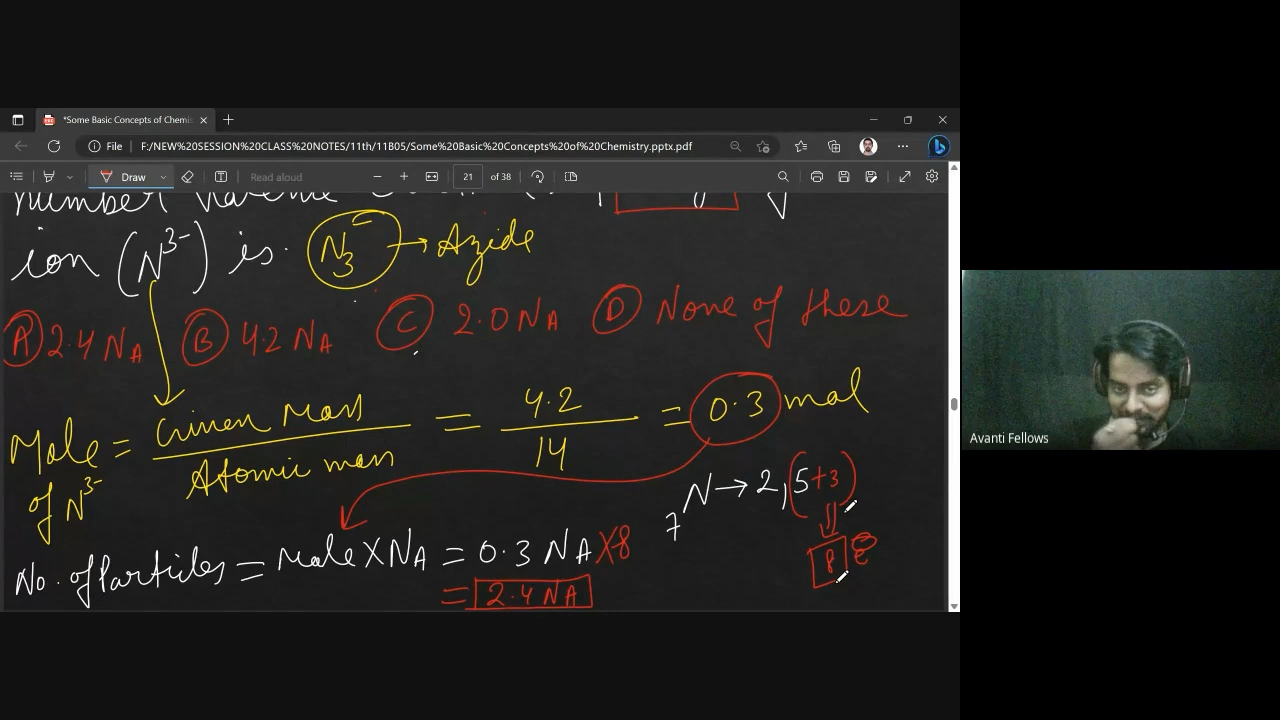 *Some Basic Concepts of Chemis
File F:/NEW%20SESSION%20CLASS%20NOTES/11th/11B05/Some%20Basic%20Concepts%20of%20Chemistry.pptx.pdf
Draw Read aloud 21 of 38
number
ion (N³⁻) is. N₃⁻ → Azide
A 2.4 NA B 4.2 NA C 2.0 NA D None of these
Mole of N³⁻ = Given Mass / Atomic mass = 4.2 / 14 = 0.3 mol
₇N → 2, (5+3)
8 e⊖
No. of Particles = Mole X NA = 0.3 NA X 8
= 2.4 NA
Avanti Fellows